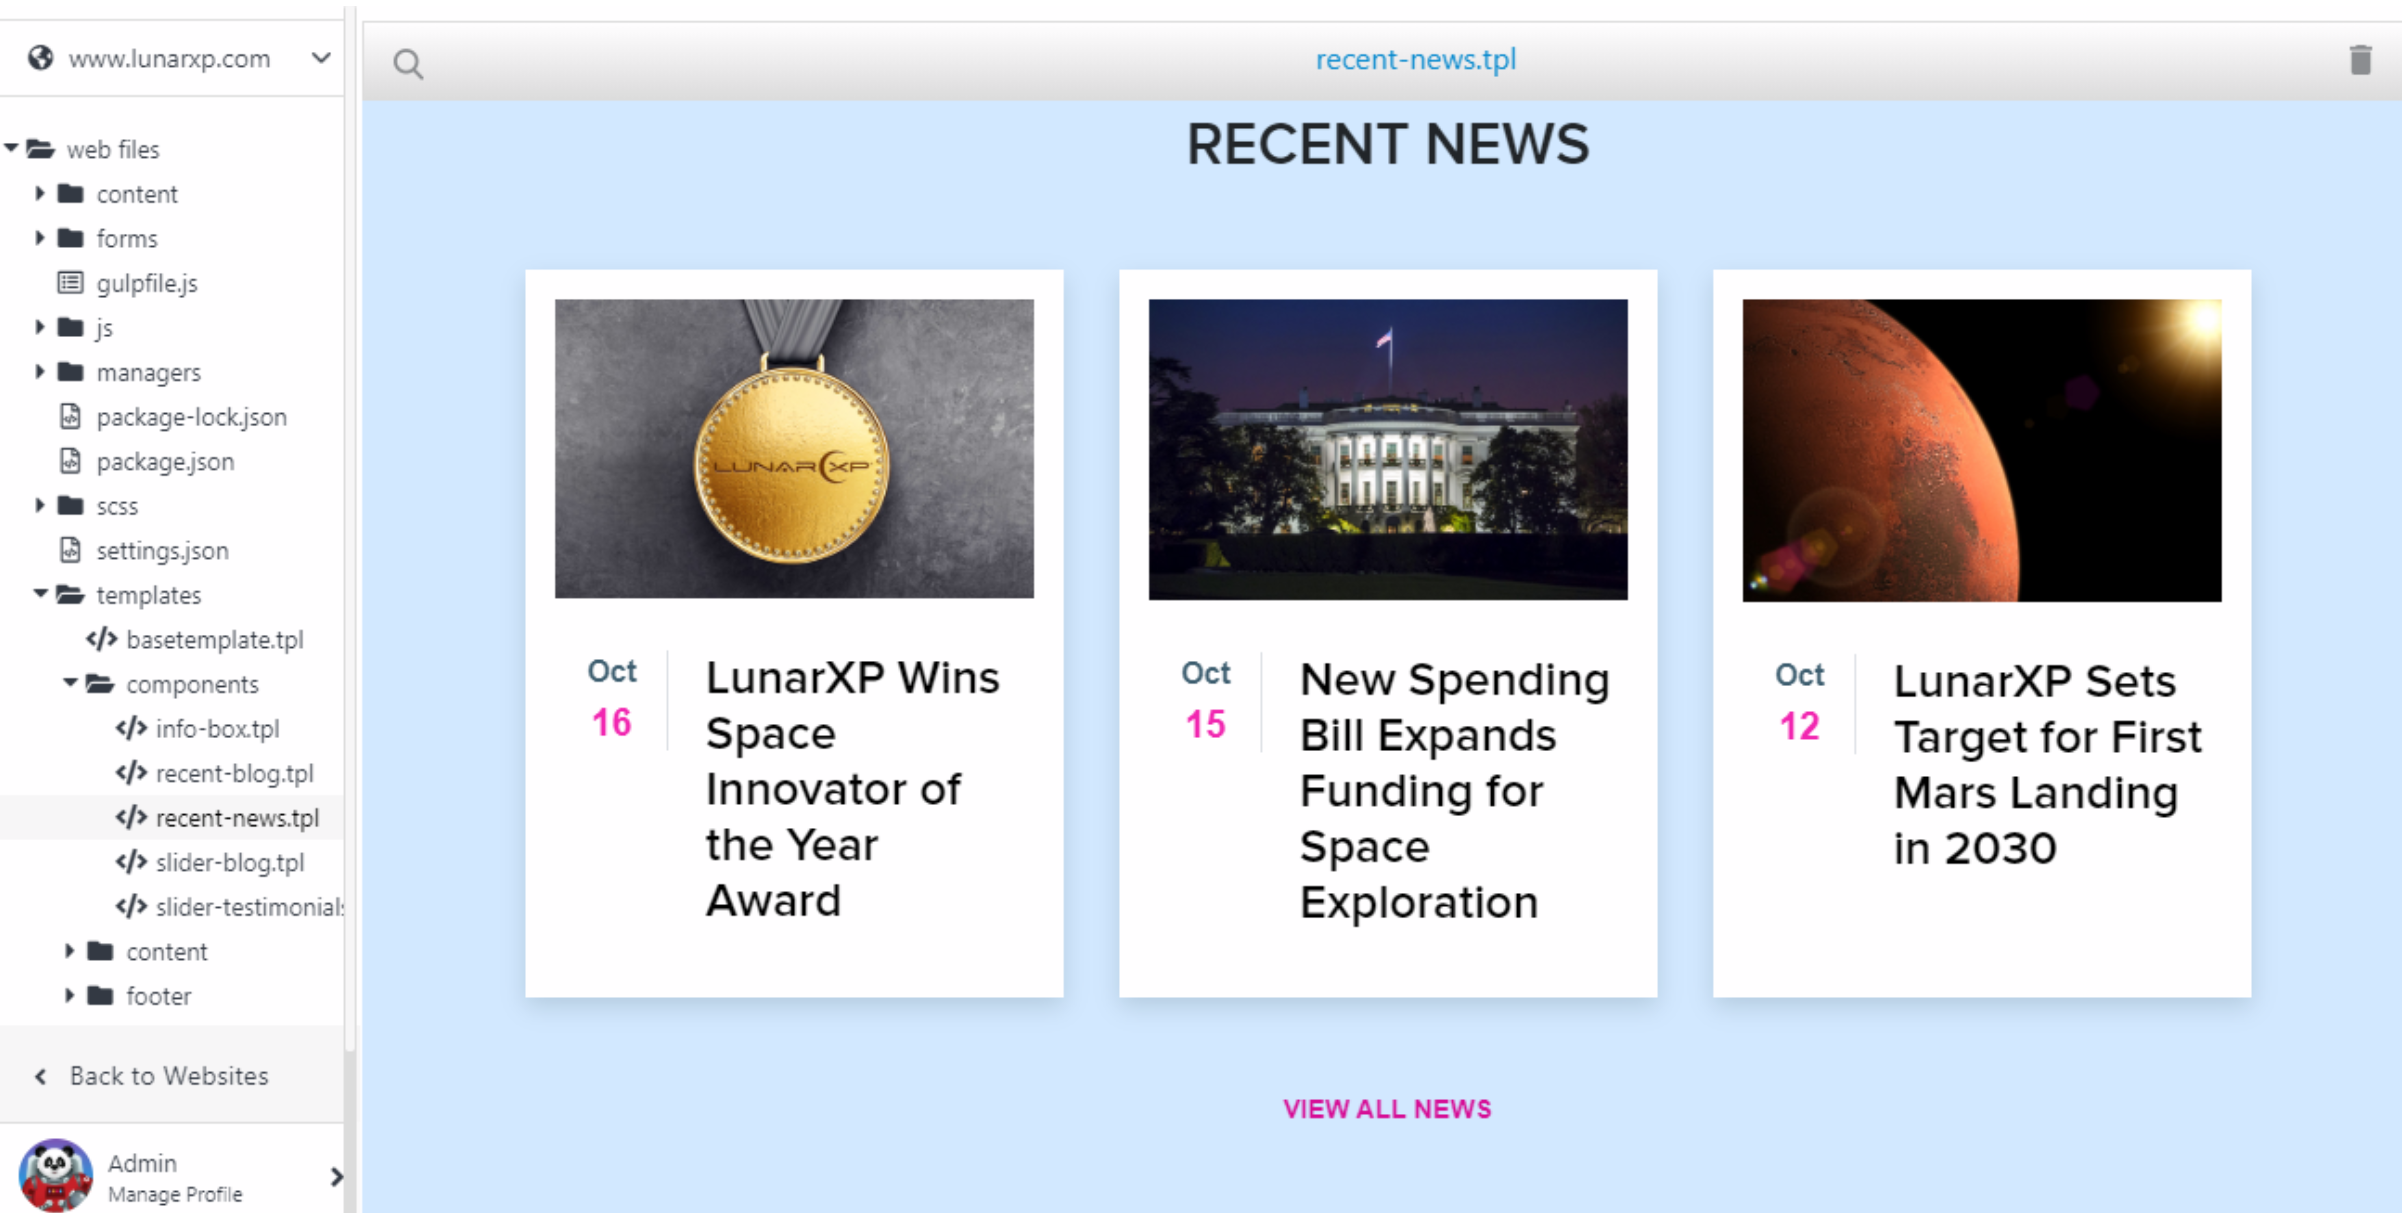 www.lunarxp.com
web files
content
forms
gulpfile.js
js
managers
package-lock.json
package.json
scss
settings.json
templates
basetemplate.tpl
components
info-box.tpl
recent-blog.tpl
recent-news.tpl
slider-blog.tpl
slider-testimonials
content
footer
Back to Websites
Admin
Manage Profile
recent-news.tpl
RECENT NEWS
LUNAR XP
Oct
16
LunarXP Wins
Space
Innovator of
the Year
Award
Oct
15
New Spending
Bill Expands
Funding for
Space
Exploration
Oct
12
LunarXP Sets
Target for First
Mars Landing
in 2030
VIEW ALL NEWS